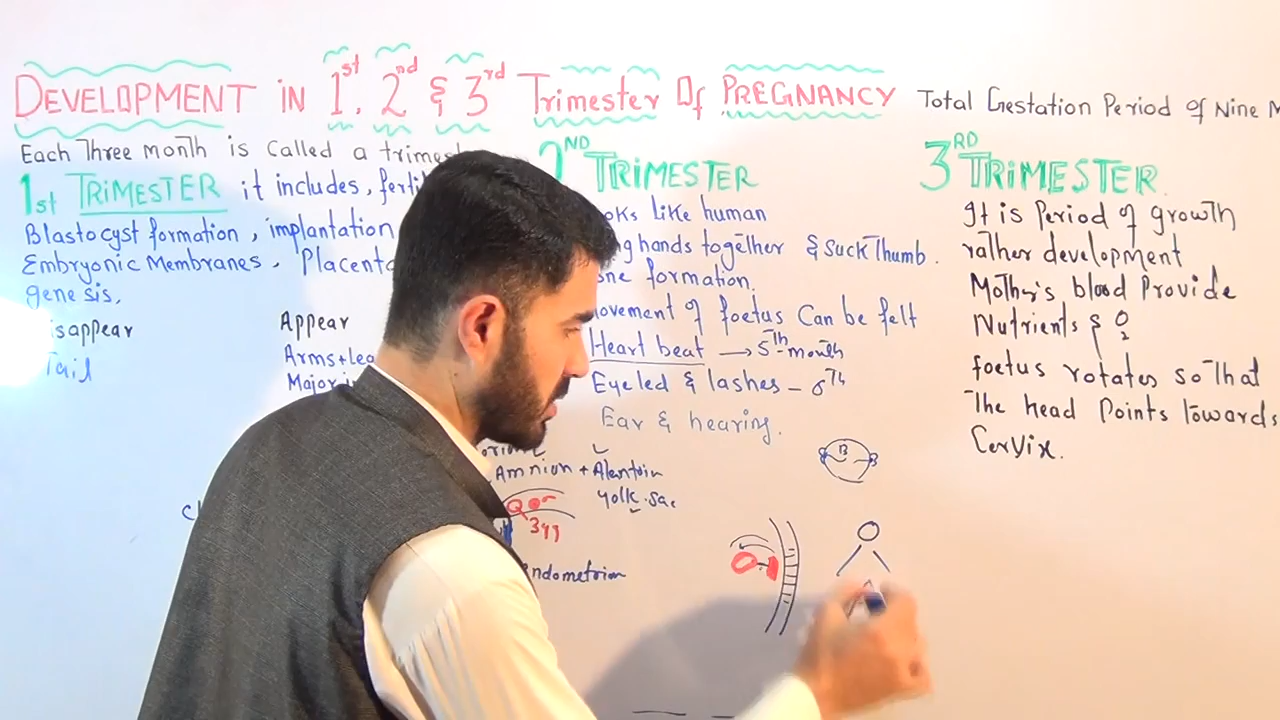 DEVELOPMENT IN 1st, 2nd & 3rd Trimester Of PREGNANCY
Total Gestation Period of Nine M
Each Three month is called a trimest
1st TRIMESTER it includes, fertil
Blastocyst formation, implantation
Embryonic Membranes, Placenta
genesis,
isappear
Appear
Tail
Arms+Leg
Major i
2ND TRIMESTER
oks like human
ng hands together & suck Thumb.
one formation.
ovement of foetus Can be felt
Heart beat → 5Th month
Eyeled & lashes - 6Th
Ear & hearing.
Amnion + Alantoin
yolk sac
endometrium
B
3RD TRIMESTER
It is Period of growth
rather development
Mother's blood Provide
Nutrients & O2
foetus rotates so That
The head Points Towards
Cervix.